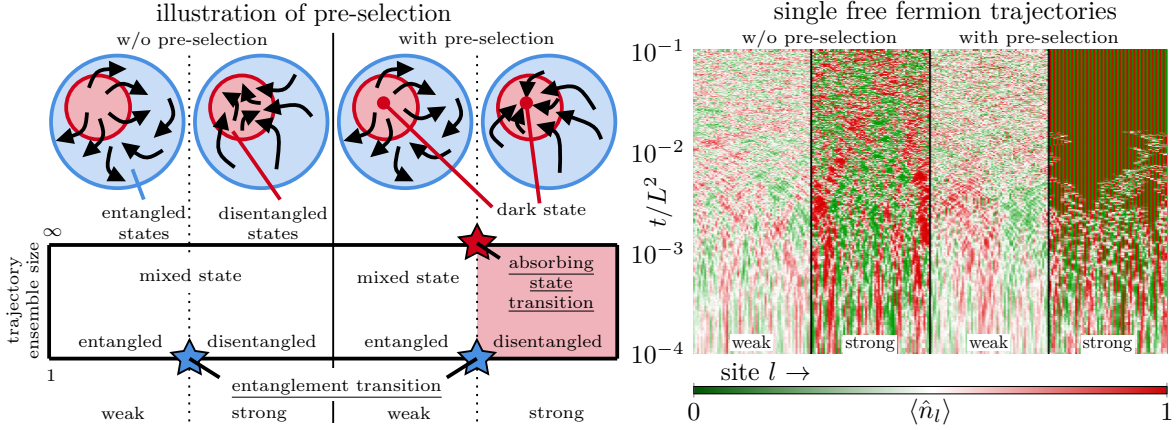 illustration of pre-selection
w/o pre-selection
with pre-selection
entangled
states
disentangled
states
dark state
∞
trajectory
ensemble size
1
mixed state
mixed state
absorbing
state
transition
entangled
disentangled
entangled
disentangled
entanglement transition
weak
strong
weak
strong
single free fermion trajectories
w/o pre-selection
with pre-selection
10^{-1}
10^{-2}
10^{-3}
10^{-4}
t/L^2
weak
strong
weak
strong
site l →
0
⟨n̂_l⟩
1